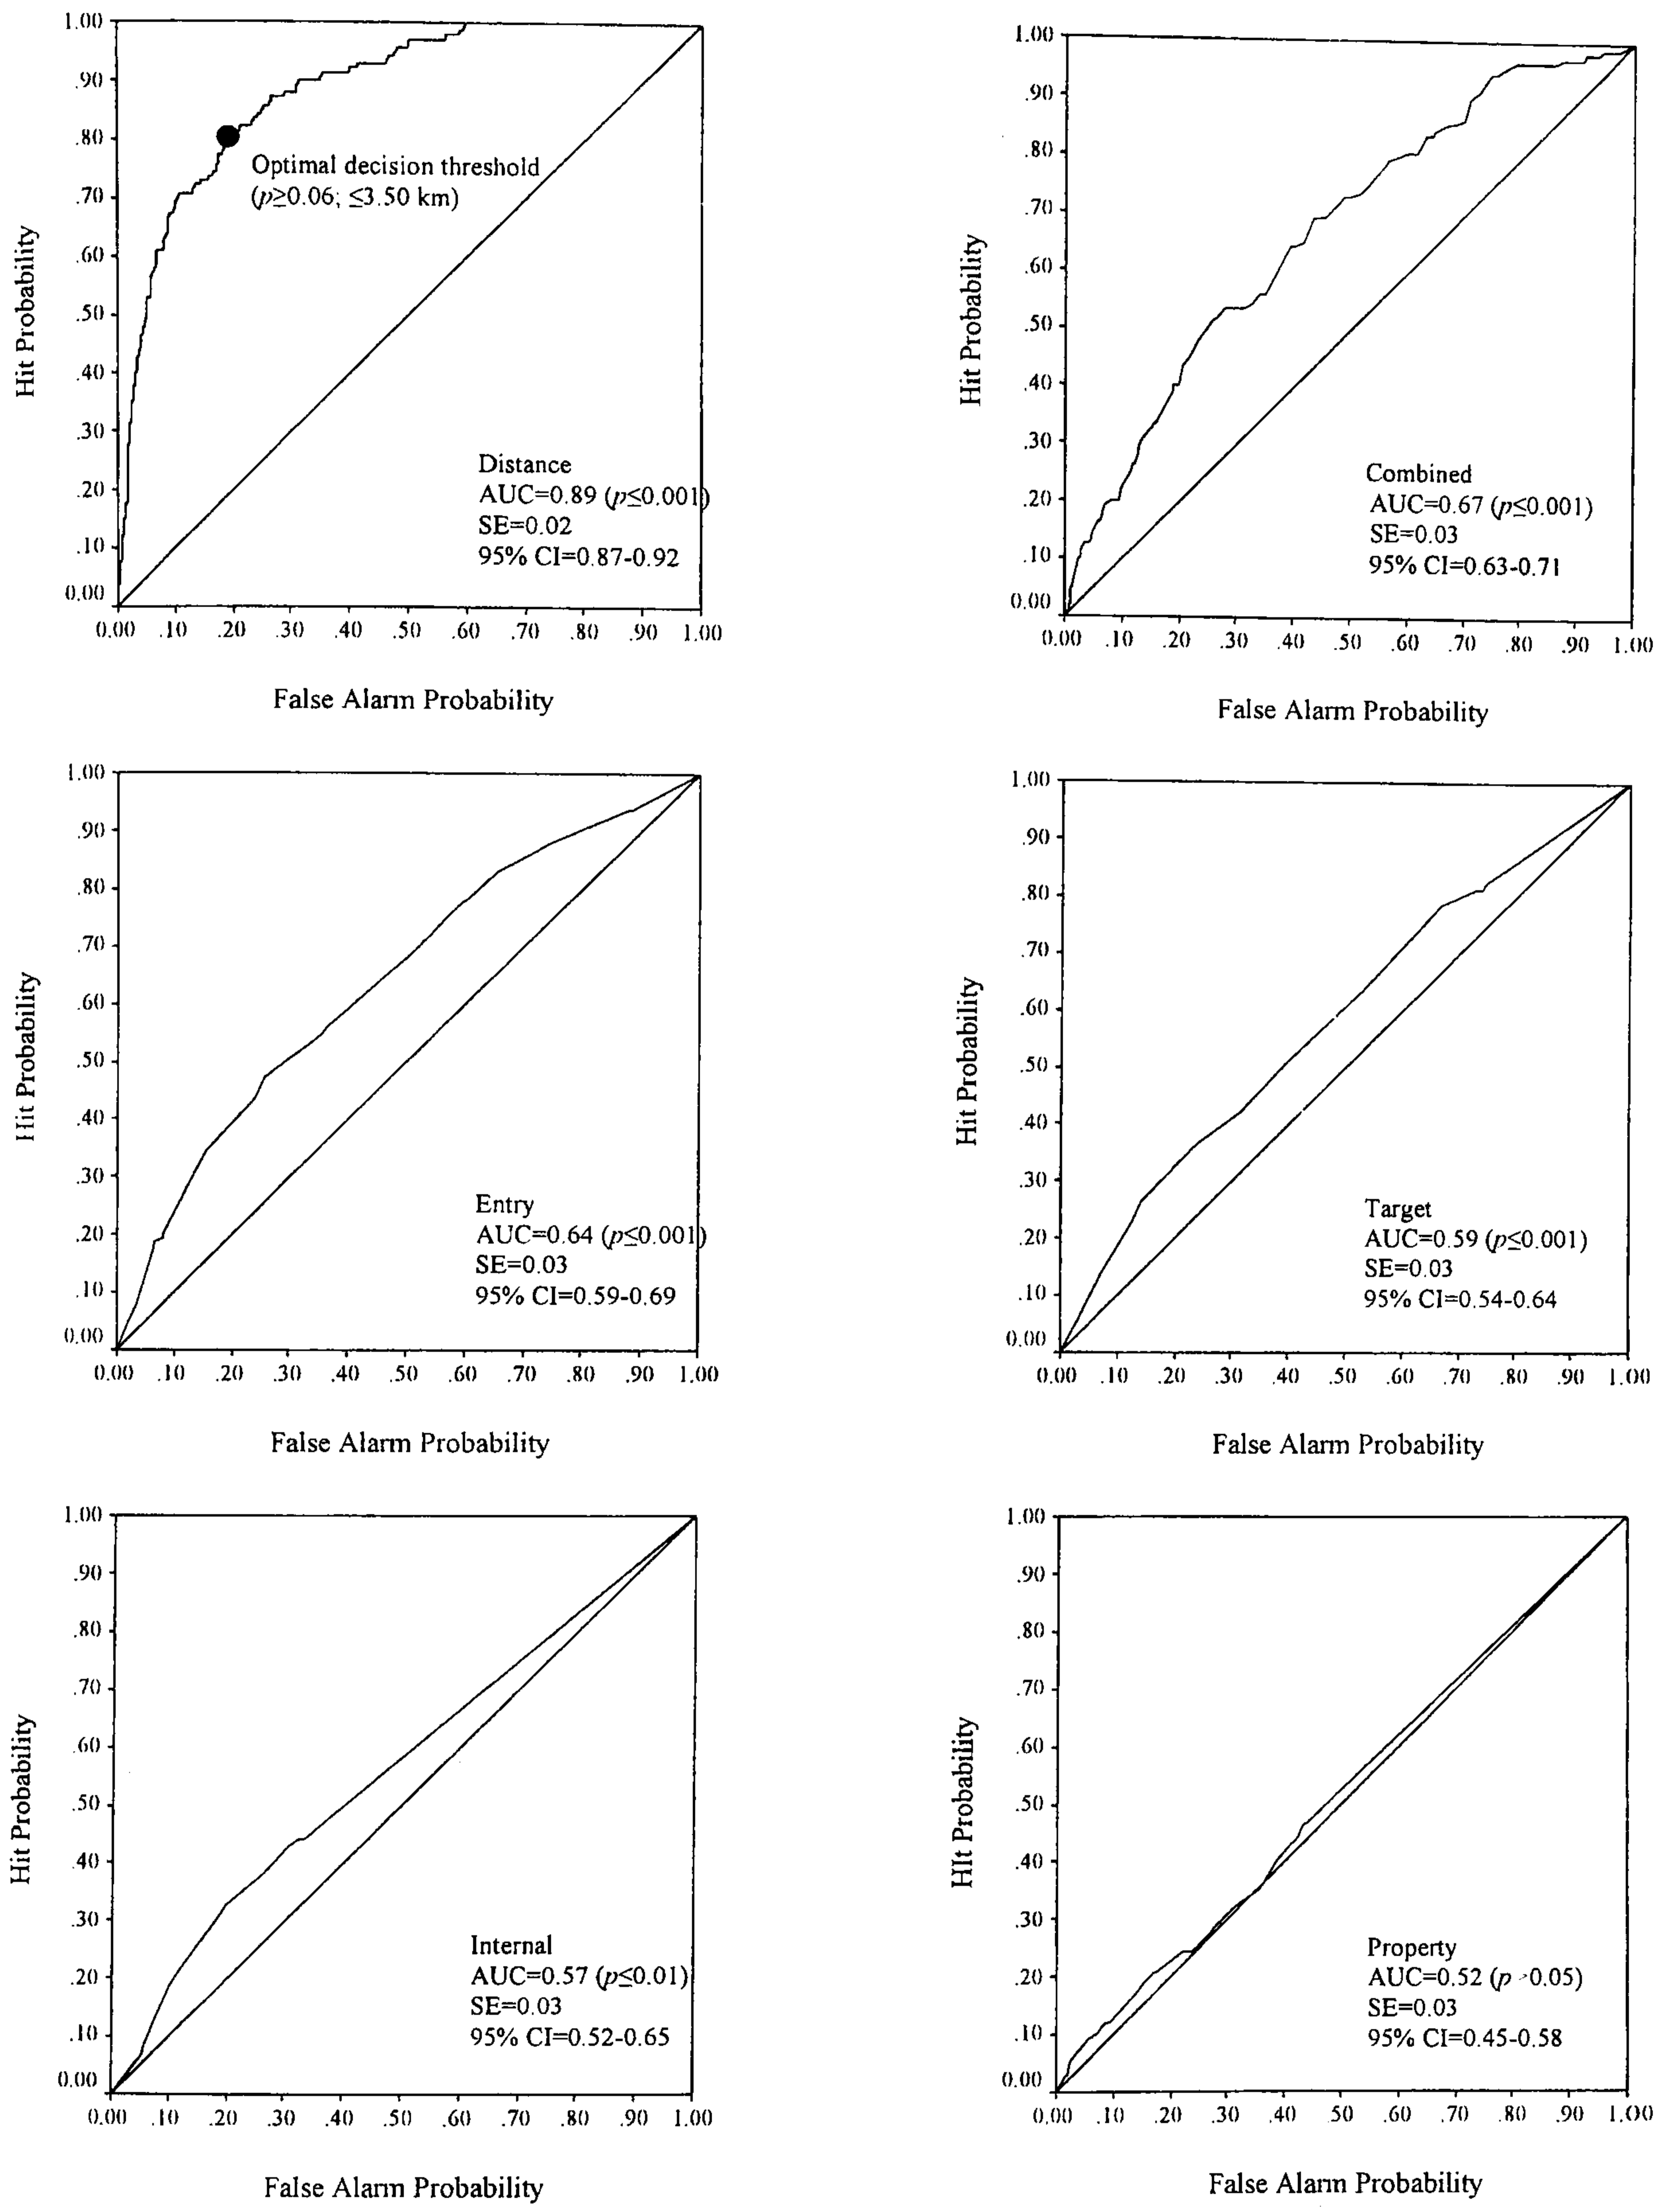 1.00
.90
.80
.70
.60
.50
.40
.30
.20
.10
0.00
Hit Probability
Optimal decision threshold
(p≥0.06; ≤3.50 km)
Distance
AUC=0.89 (p≤0.001)
SE=0.02
95% CI=0.87-0.92
0.00 .10 .20 .30 .40 .50 .60 .70 .80 .90 1.00
False Alarm Probability
1.00
.90
.80
.70
.60
.50
.40
.30
.20
.10
0.00
Hit Probability
Combined
AUC=0.67 (p≤0.001)
SE=0.03
95% CI=0.63-0.71
0.00 .10 .20 .30 .40 .50 .60 .70 .80 .90 1.00
False Alarm Probability
1.00
.90
.80
.70
.60
.50
.40
.30
.20
.10
0.00
Hit Probability
Entry
AUC=0.64 (p≤0.001)
SE=0.03
95% CI=0.59-0.69
0.00 .10 .20 .30 .40 .50 .60 .70 .80 .90 1.00
False Alarm Probability
1.00
.90
.80
.70
.60
.50
.40
.30
.20
.10
0.00
Hit Probability
Target
AUC=0.59 (p≤0.001)
SE=0.03
95% CI=0.54-0.64
0.00 .10 .20 .30 .40 .50 .60 .70 .80 .90 1.00
False Alarm Probability
1.00
.90
.80
.70
.60
.50
.40
.30
.20
.10
0.00
Hit Probability
Internal
AUC=0.57 (p≤0.01)
SE=0.03
95% CI=0.52-0.65
0.00 .10 .20 .30 .40 .50 .60 .70 .80 .90 1.00
False Alarm Probability
1.00
.90
.80
.70
.60
.50
.40
.30
.20
.10
0.00
HIt Probability
Property
AUC=0.52 (p >0.05)
SE=0.03
95% CI=0.45-0.58
0.00 .10 .20 .30 .40 .50 .60 .70 .80 .90 1.00
False Alarm Probability